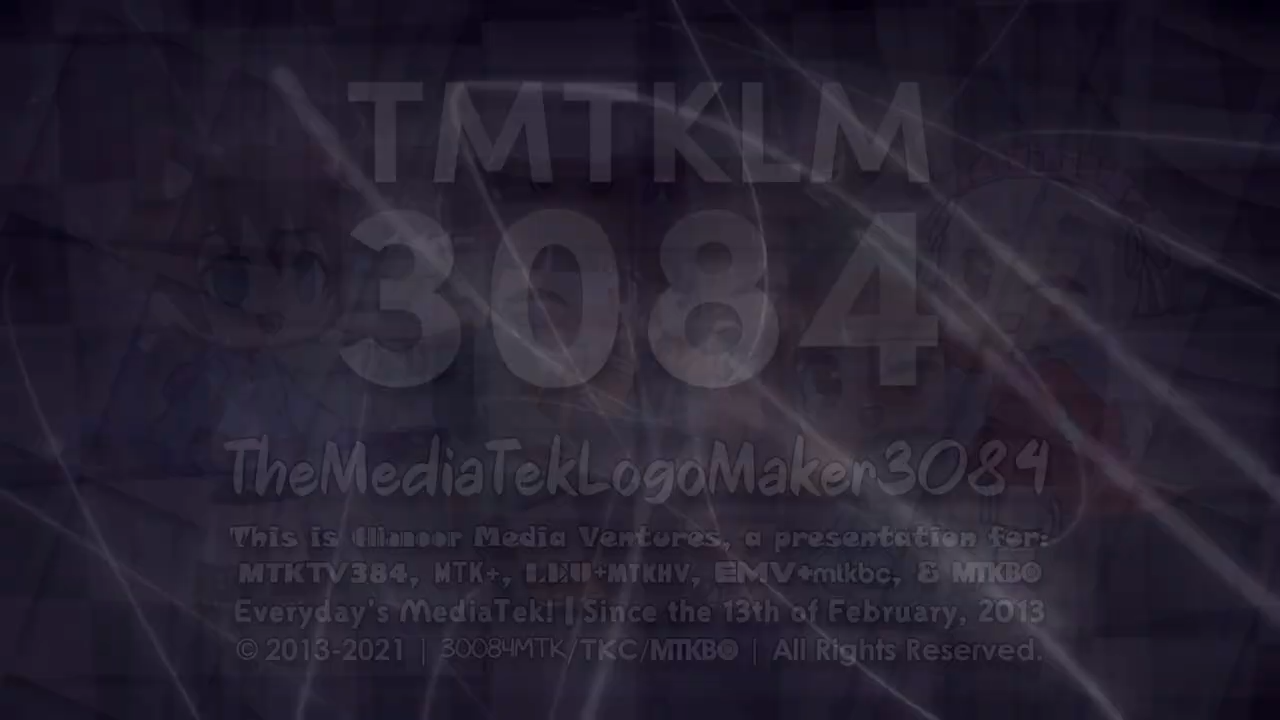 TMTKLM
3084
TheMediaTekLogoMaker3084
This is Media Ventures, a presentation for:
MTKTV384, MTK+, +MTKHV, EMV+mtkbc, & MTKBO
Everyday's MediaTek! | Since the 13th of February, 2013
© 2013-2021 | 30084MTK/TKC/MTKBO | All Rights Reserved.